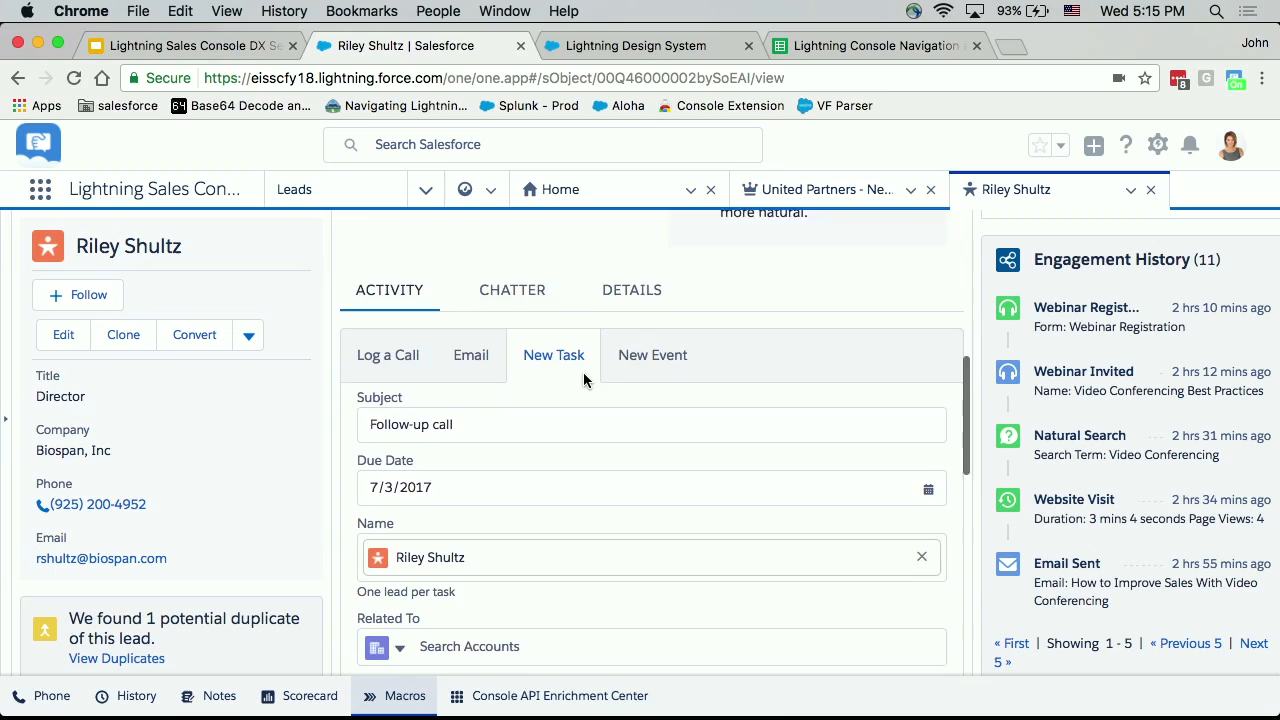 Chrome File Edit View History Bookmarks People Window Help 93% Wed 5:15 PM
Lightning Sales Console DX Se Riley Shultz | Salesforce Lightning Design System Lightning Console Navigation John
Secure https://eisscfy18.lightning.force.com/one/one.app#/sObject/00Q46000002bySoEAI/view 8 G On
Apps salesforce 64 Base64 Decode an... Navigating Lightnin... Splunk - Prod Aloha Console Extension VF Parser
Search Salesforce
Lightning Sales Con... Leads Home United Partners - Ne... Riley Shultz
more natural.
Riley Shultz
Follow
Edit Clone Convert
Title
Director
Company
Biospan, Inc
Phone
(925) 200-4952
Email
rshultz@biospan.com
We found 1 potential duplicate
of this lead.
View Duplicates
ACTIVITY CHATTER DETAILS
Log a Call Email New Task New Event
Subject
Follow-up call
Due Date
7/3/2017
Name
Riley Shultz
One lead per task
Related To
Search Accounts
Engagement History (11)
Webinar Regist... 2 hrs 10 mins ago
Form: Webinar Registration
Webinar Invited 2 hrs 12 mins ago
Name: Video Conferencing Best Practices
Natural Search 2 hrs 31 mins ago
Search Term: Video Conferencing
Website Visit 2 hrs 34 mins ago
Duration: 3 mins 4 seconds Page Views: 4
Email Sent 2 hrs 55 mins ago
Email: How to Improve Sales With Video
Conferencing
« First | Showing 1 - 5 | « Previous 5 | Next
5 »
Phone History Notes Scorecard Macros Console API Enrichment Center